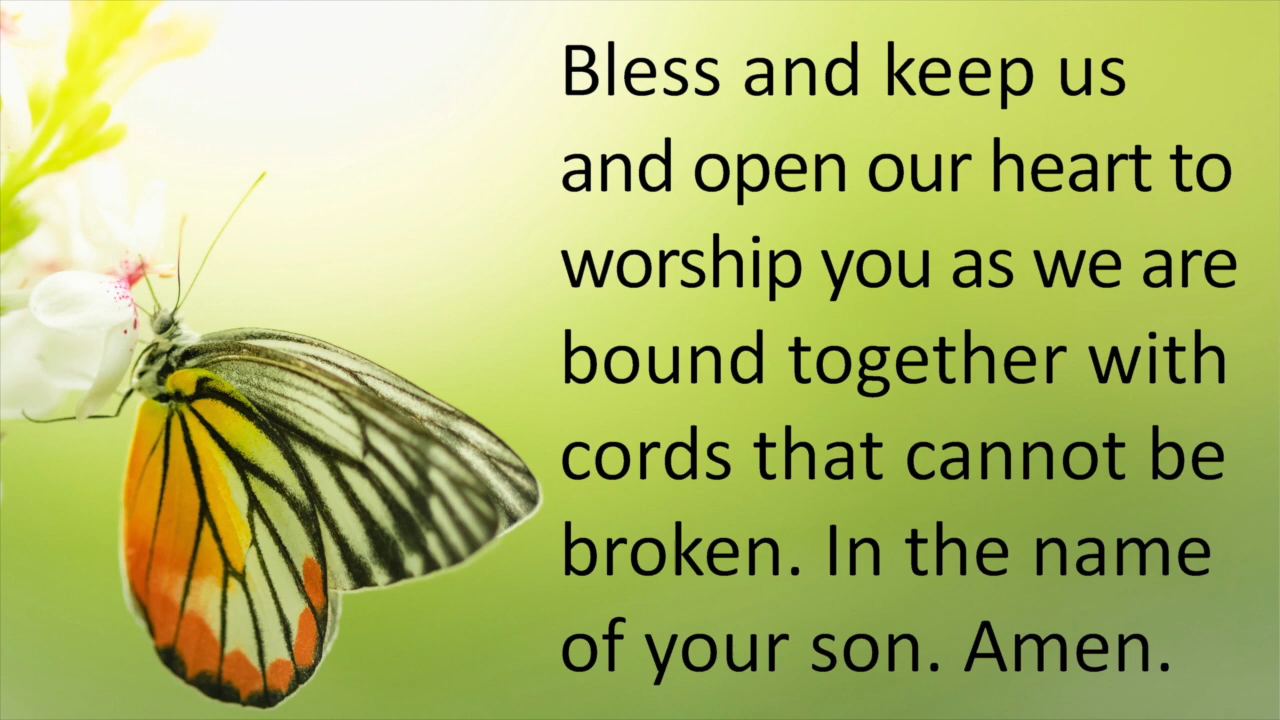 Bless and keep us
and open our heart to
worship you as we are
bound together with
cords that cannot be
broken. In the name
of your son. Amen.